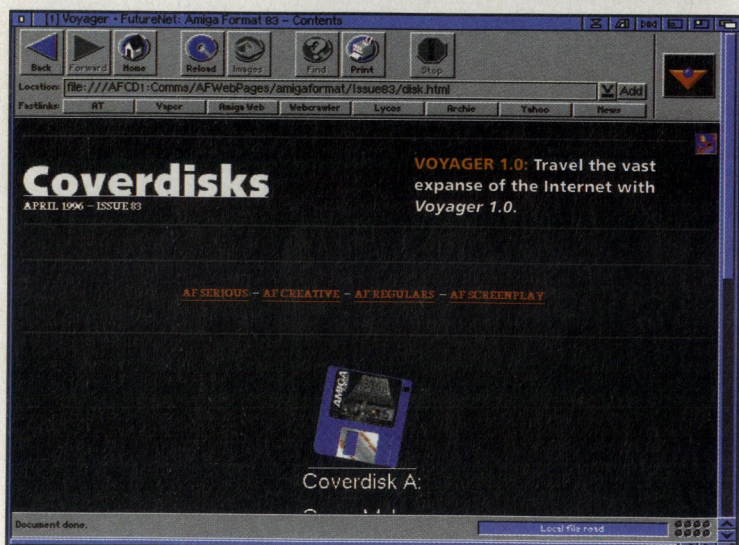 [1] Voyager • FutureNet: Amiga Format 83 – Contents
Back Forward Home Reload Images Find Print Stop
Location: file:///AFCD1:Comms/AFWebPages/amigaformat/Issue83/disk.html Add
Fastlinks: AT Vapor Amiga Web Webcrawler Lycos Archie Yahoo News
Coverdisks
APRIL 1996 – ISSUE 83
VOYAGER 1.0: Travel the vast
expanse of the Internet with
Voyager 1.0.
AF SERIOUS – AF CREATIVE – AF REGULARS – AF SCREENPLAY
AMIGA
Coverdisk A:
Document done.
Local file read